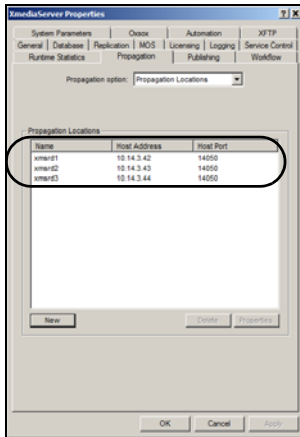 XmediaServer Properties
System Parameters Oxsox Automation XFTP
General Database Replication MOS Licensing Logging Service Control
Runtime Statistics Propagation Publishing Workflow
Propagation option: Propagation Locations
Propagation Locations
Name Host Address Host Port
xmsrd1 10.14.3.42 14050
xmsrd2 10.14.3.43 14050
xmsrd3 10.14.3.44 14050
New Delete Properties
OK Cancel Apply